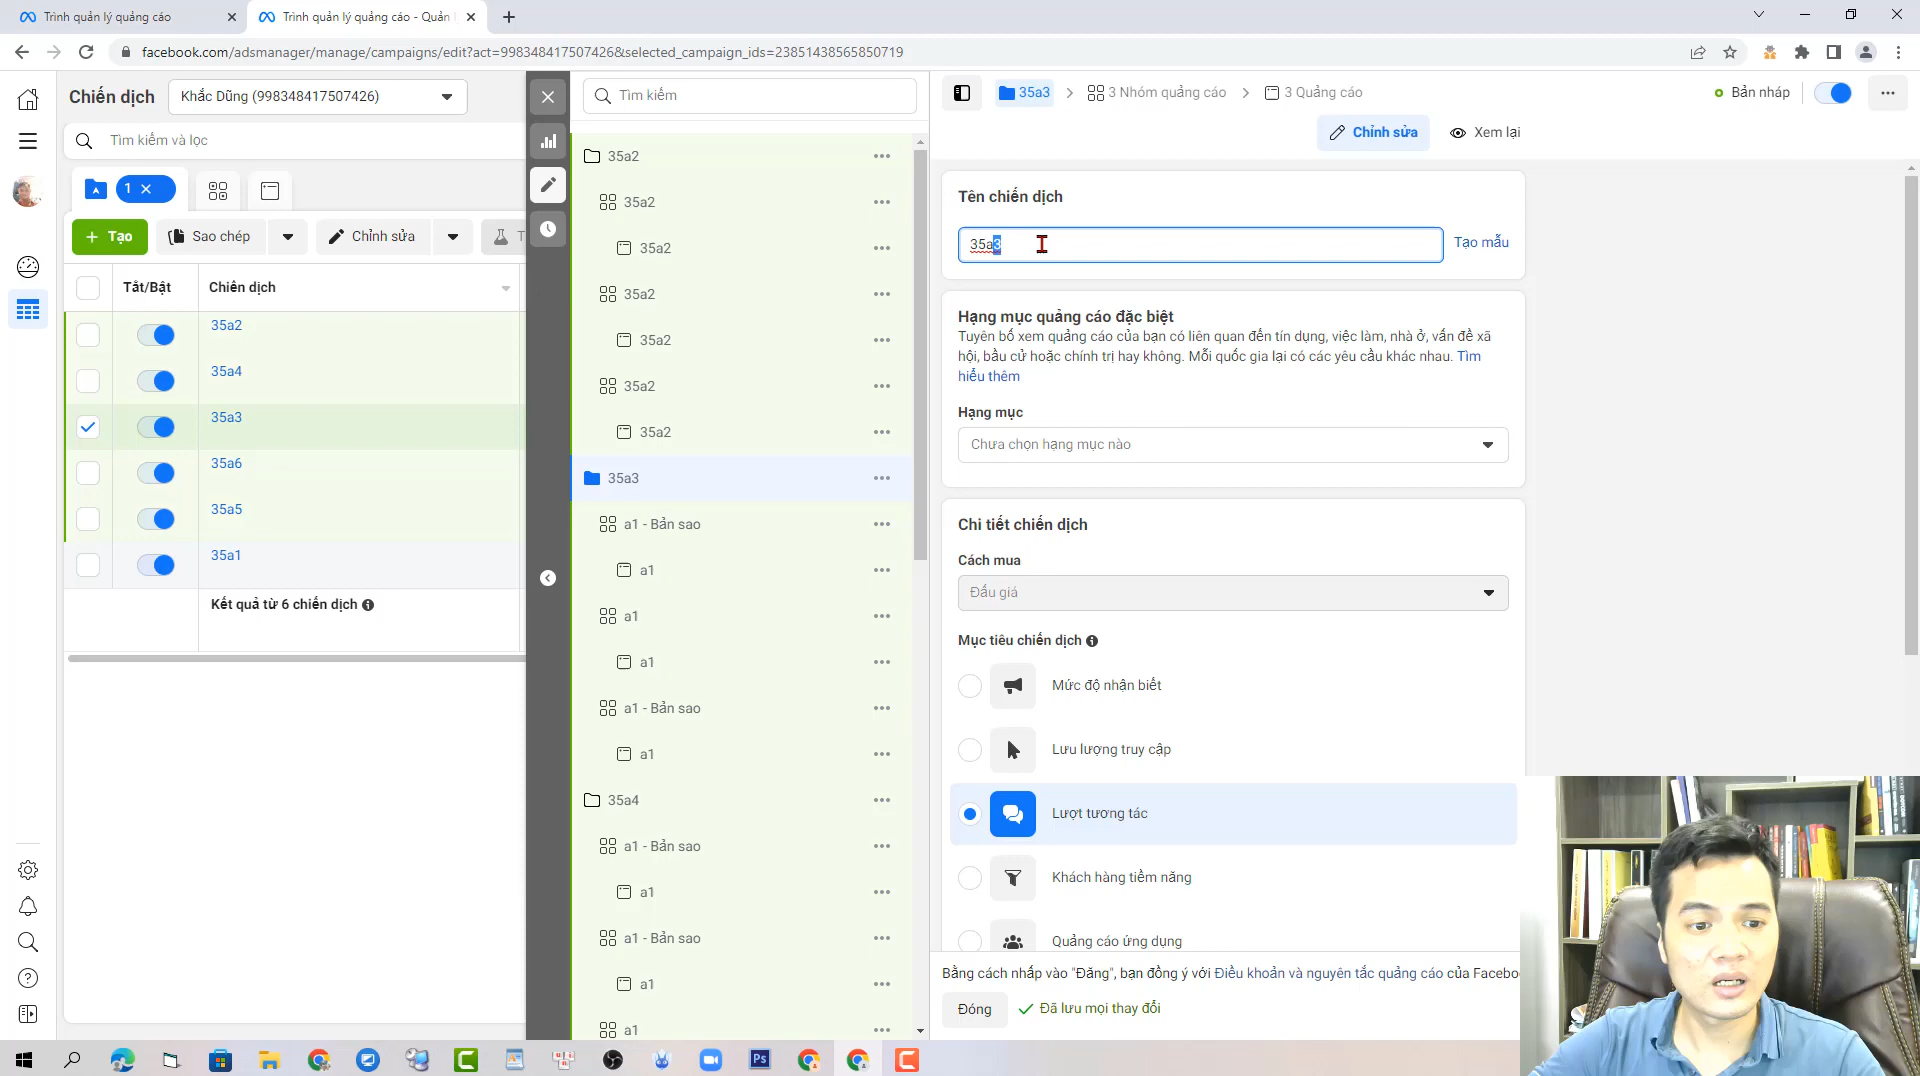 Trình quản lý quảng cáo
Trình quản lý quảng cáo - Quản l
facebook.com/adsmanager/manage/campaigns/edit?act=998348417507426&selected_campaign_ids=23851438565850719
Chiến dịch
Khắc Dũng (998348417507426)
Tìm kiếm và lọc
1
Tạo
Sao chép
Chỉnh sửa
T
Tắt/Bật
Chiến dịch
35a2
35a4
35a3
35a6
35a5
35a1
Kết quả từ 6 chiến dịch
Tìm kiếm
35a2
35a2
35a2
35a2
35a2
35a2
35a2
35a3
a1 - Bản sao
a1
a1
a1
a1 - Bản sao
a1
35a4
a1 - Bản sao
a1
a1 - Bản sao
a1
a1
35a3
3 Nhóm quảng cáo
3 Quảng cáo
Bản nháp
Chỉnh sửa
Xem lại
Tên chiến dịch
35a3
Tạo mẫu
Hạng mục quảng cáo đặc biệt
Tuyên bố xem quảng cáo của bạn có liên quan đến tín dụng, việc làm, nhà ở, vấn đề xã
hội, bầu cử hoặc chính trị hay không. Mỗi quốc gia lại có các yêu cầu khác nhau. Tìm
hiểu thêm
Hạng mục
Chưa chọn hạng mục nào
Chi tiết chiến dịch
Cách mua
Đấu giá
Mục tiêu chiến dịch
Mức độ nhận biết
Lưu lượng truy cập
Lượt tương tác
Khách hàng tiềm năng
Quảng cáo ứng dụng
Bằng cách nhấp vào "Đăng", bạn đồng ý với Điều khoản và nguyên tắc quảng cáo của Facebo
Đóng
Đã lưu mọi thay đổi
Ps